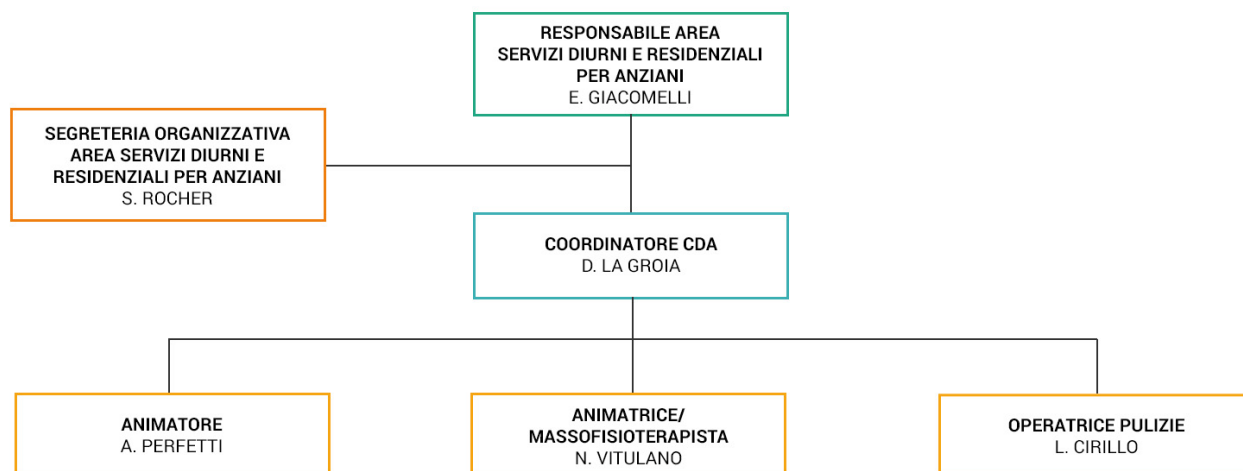 RESPONSABILE AREA
SERVIZI DIURNI E RESIDENZIALI
PER ANZIANI
E. GIACOMELLI
SEGRETERIA ORGANIZZATIVA
AREA SERVIZI DIURNI E
RESIDENZIALI PER ANZIANI
S. ROCHER
COORDINATORE CDA
D. LA GROIA
ANIMATORE
A. PERFETTI
ANIMATRICE/
MASSOFISIOTERAPISTA
N. VITULANO
OPERATRICE PULIZIE
L. CIRILLO